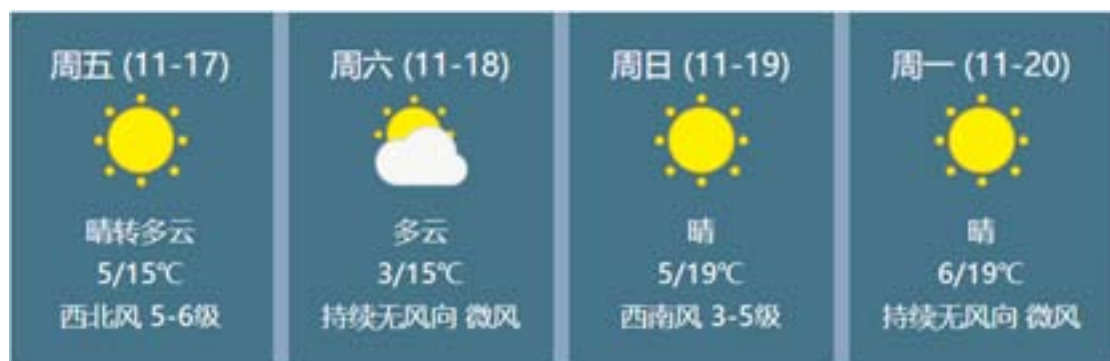 周五 (11-17)
晴转多云
5/15℃
西北风 5-6级
周六 (11-18)
多云
3/15℃
持续无风向 微风
周日 (11-19)
晴
5/19℃
西南风 3-5级
周一 (11-20)
晴
6/19℃
持续无风向 微风